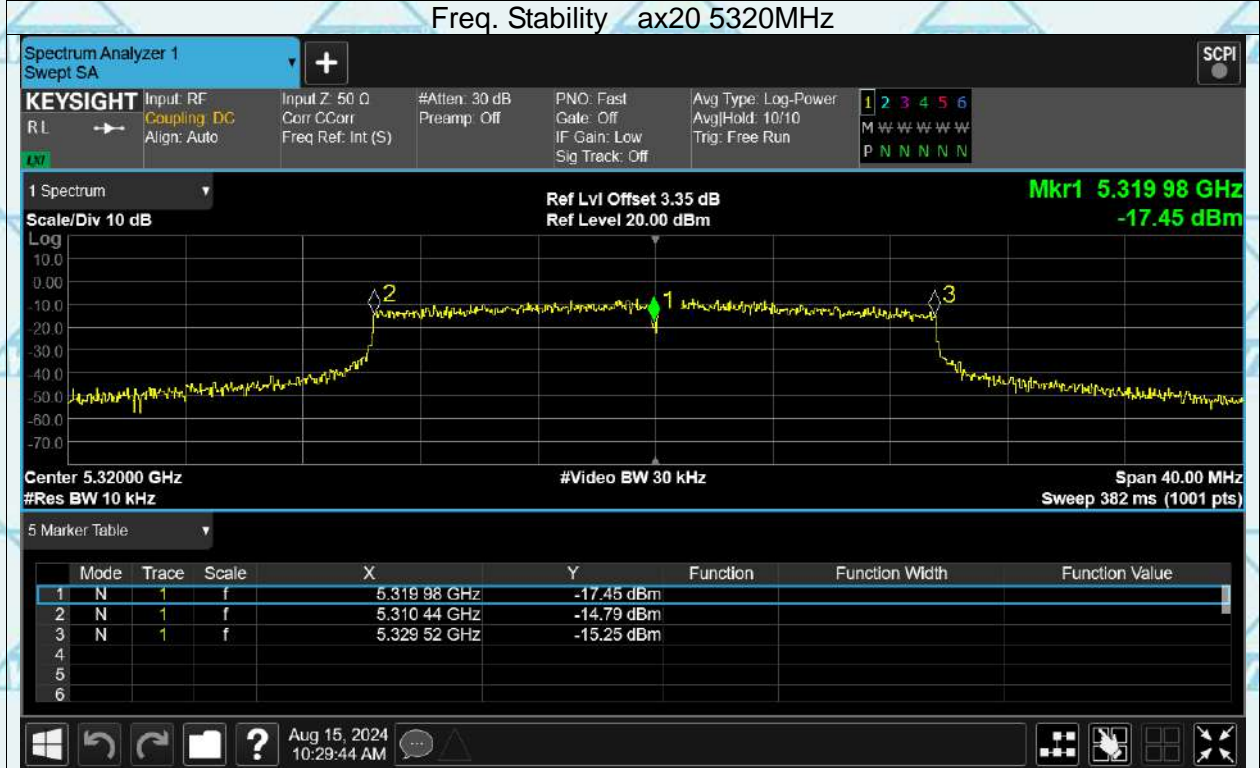 Freq. Stability ax20 5320MHz
Spectrum Analyzer 1
Swept SA
SCPI
KEYSIGHT
RL
LXI
Input: RF
Coupling: DC
Align: Auto
Input Z: 50 Ω
Corr CCorr
Freq Ref: Int (S)
#Atten: 30 dB
Preamp: Off
PNO: Fast
Gate: Off
IF Gain: Low
Sig Track: Off
Avg Type: Log-Power
Avg|Hold: 10/10
Trig: Free Run
1 2 3 4 5 6
M W W W W W
P N N N N N
1 Spectrum
Scale/Div 10 dB
Ref Lvl Offset 3.35 dB
Ref Level 20.00 dBm
Mkr1 5.319 98 GHz
-17.45 dBm
Log
10.0
0.00
-10.0
-20.0
-30.0
-40.0
-50.0
-60.0
-70.0
2
1
3
Center 5.32000 GHz
#Video BW 30 kHz
Span 40.00 MHz
#Res BW 10 kHz
Sweep 382 ms (1001 pts)
5 Marker Table
Mode Trace Scale X Y Function Function Width Function Value
1 N 1 f 5.319 98 GHz -17.45 dBm
2 N 1 f 5.310 44 GHz -14.79 dBm
3 N 1 f 5.329 52 GHz -15.25 dBm
4
5
6
?
Aug 15, 2024
10:29:44 AM